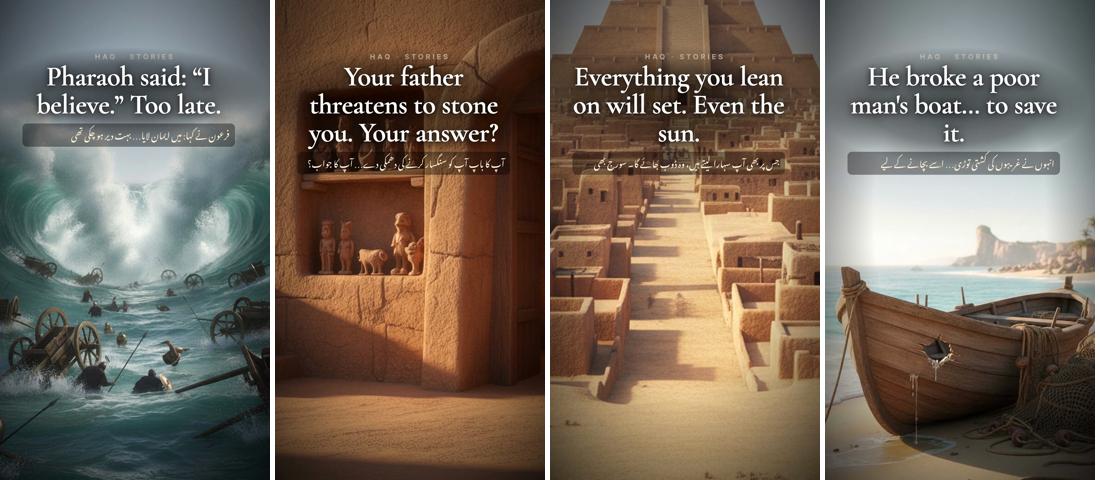 HAQ · STORIES
Pharaoh said: “I
believe.” Too late.
فرعون نے کہا: میں ایمان لایا... بہت دیر ہو چکی تھی
HAQ · STORIES
Your father
threatens to stone
you. Your answer?
آپ کا باپ آپ کو سنگسار کرنے کی دھمکی دے... آپ کا جواب؟
HAQ · STORIES
Everything you lean
on will set. Even the
sun.
جس پر بھی آپ سہارا لیتے ہیں، وہ ڈوب جائے گا۔ سورج بھی
HAQ · STORIES
He broke a poor
man's boat... to save
it.
انہوں نے غریبوں کی کشتی توڑی... اسے بچانے کے لیے